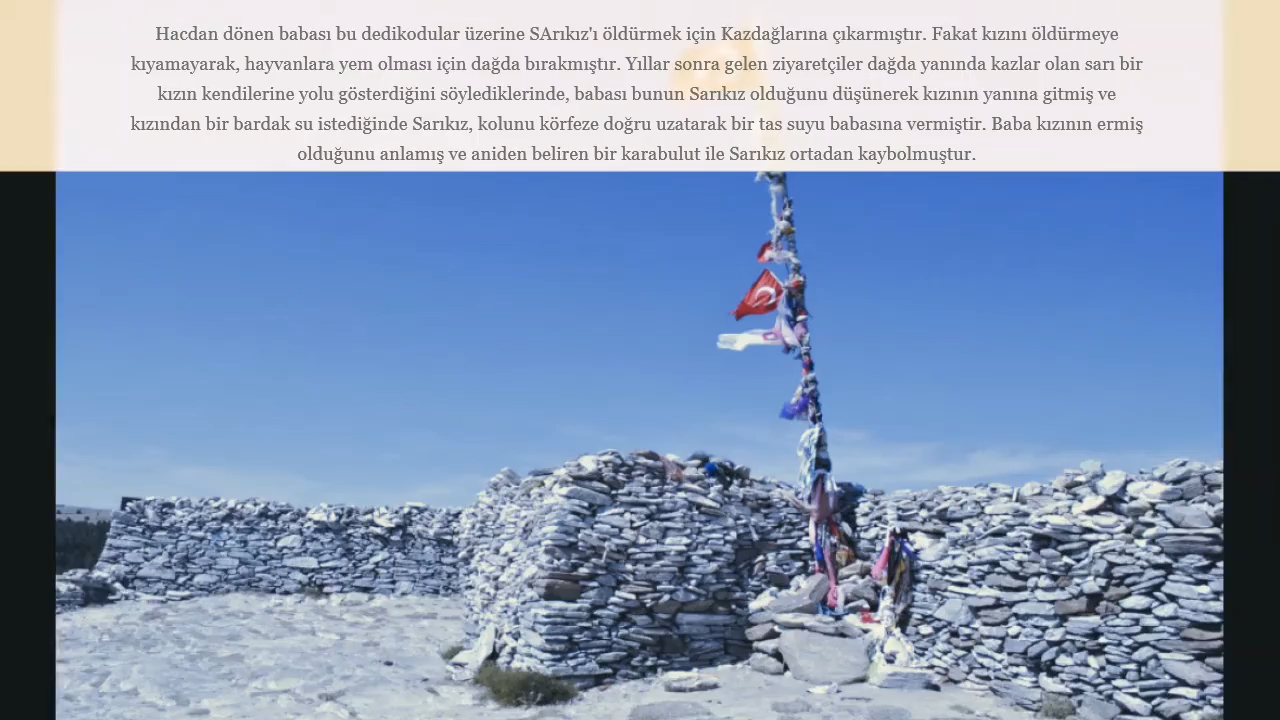 Hacdan dönen babası bu dedikodular üzerine SArıkız'ı öldürmek için Kazdağlarına çıkarmıştır. Fakat kızını öldürmeye
kıyamayarak, hayvanlara yem olması için dağda bırakmıştır. Yıllar sonra gelen ziyaretçiler dağda yanında kazlar olan sarı bir
kızın kendilerine yolu gösterdiğini söylediklerinde, babası bunun Sarıkız olduğunu düşünerek kızının yanına gitmiş ve
kızından bir bardak su istediğinde Sarıkız, kolunu körfeze doğru uzatarak bir tas suyu babasına vermiştir. Baba kızının ermiş
olduğunu anlamış ve aniden beliren bir karabulut ile Sarıkız ortadan kaybolmuştur.